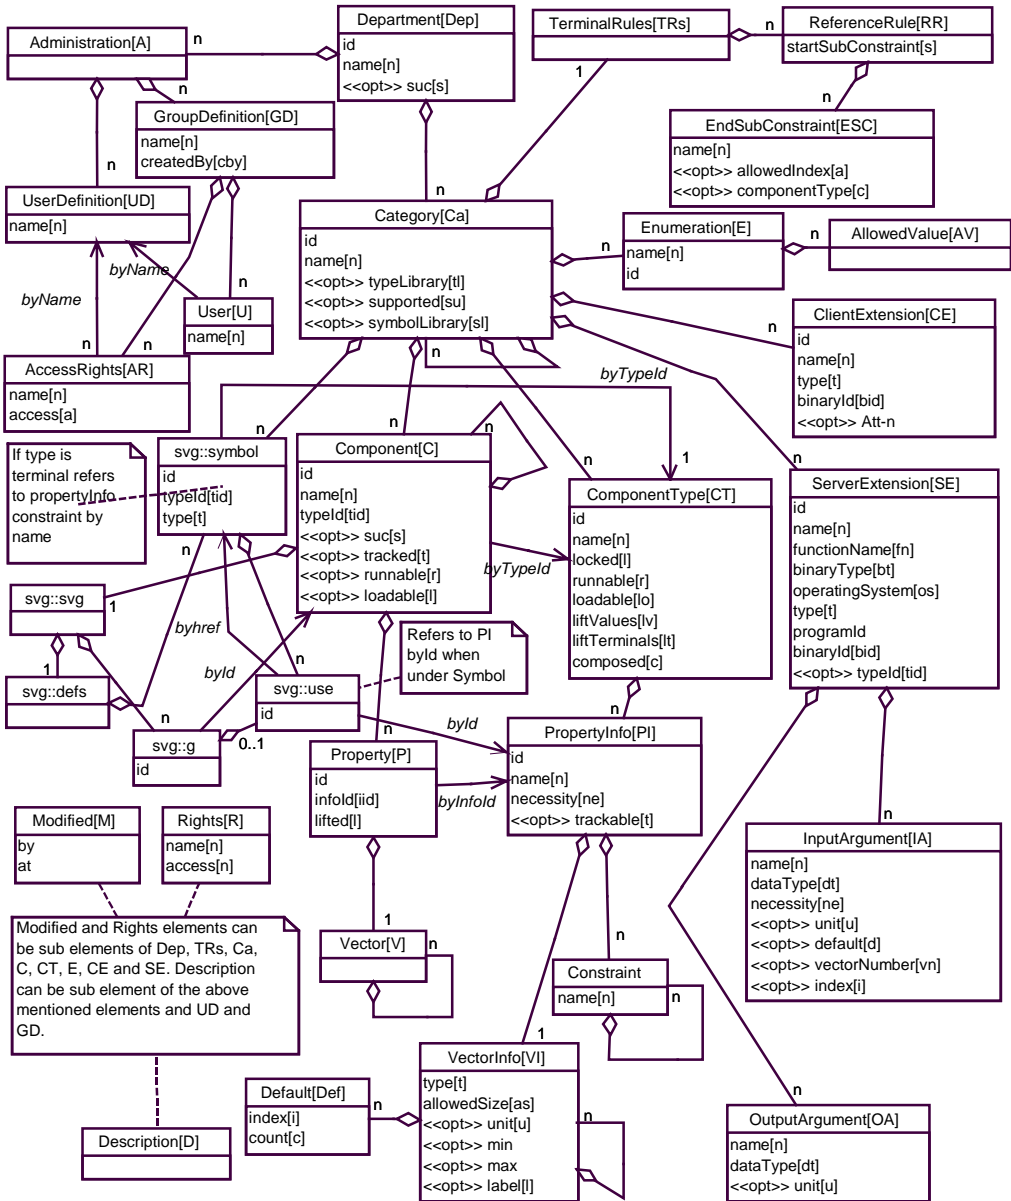 Administration[A]
n
Department[Dep]
id
name[n]
<<opt>> suc[s]
TerminalRules[TRs]
n
ReferenceRule[RR]
startSubConstraint[s]
n
1
n
GroupDefinition[GD]
name[n]
createdBy[cby]
EndSubConstraint[ESC]
name[n]
<<opt>> allowedIndex[a]
<<opt>> componentType[c]
n
UserDefinition[UD]
name[n]
n
Category[Ca]
id
name[n]
<<opt>> typeLibrary[tl]
<<opt>> supported[su]
<<opt>> symbolLibrary[sl]
n
Enumeration[E]
name[n]
id
n
AllowedValue[AV]
byName
byName
n
User[U]
name[n]
n
ClientExtension[CE]
id
name[n]
type[t]
binaryId[bid]
<<opt>> Att-n
n
n
AccessRights[AR]
name[n]
access[a]
n
byTypeId
n
n
n
n
1
n
If type is
terminal refers
to propertyInfo
constraint by
name
svg::symbol
id
typeId[tid]
type[t]
Component[C]
id
name[n]
typeId[tid]
<<opt>> suc[s]
<<opt>> tracked[t]
<<opt>> runnable[r]
<<opt>> loadable[l]
n
ComponentType[CT]
id
name[n]
locked[l]
runnable[r]
loadable[lo]
liftValues[lv]
liftTerminals[lt]
composed[c]
ServerExtension[SE]
id
name[n]
functionName[fn]
binaryType[bt]
operatingSystem[os]
type[t]
programId
binaryId[bid]
<<opt>> typeId[tid]
n
byTypeId
svg::svg
1
byhref
Refers to PI
byId when
under Symbol
1
byId
n
svg::defs
svg::use
id
n
n
0..1
byId
n
svg::g
id
Property[P]
id
infoId[iid]
lifted[l]
byInfoId
PropertyInfo[PI]
id
name[n]
necessity[ne]
<<opt>> trackable[t]
Modified[M]
by
at
Rights[R]
name[n]
access[n]
n
InputArgument[IA]
name[n]
dataType[dt]
necessity[ne]
<<opt>> unit[u]
<<opt>> default[d]
<<opt>> vectorNumber[vn]
<<opt>> index[i]
1
Modified and Rights elements can
be sub elements of Dep, TRs, Ca,
C, CT, E, CE and SE. Description
can be sub element of the above
mentioned elements and UD and
GD.
Vector[V]
n
n
Constraint
name[n]
n
1
VectorInfo[VI]
type[t]
allowedSize[as]
<<opt>> unit[u]
<<opt>> min
<<opt>> max
<<opt>> label[l]
n
Default[Def]
index[i]
count[c]
n
n
Description[D]
OutputArgument[OA]
name[n]
dataType[dt]
<<opt>> unit[u]